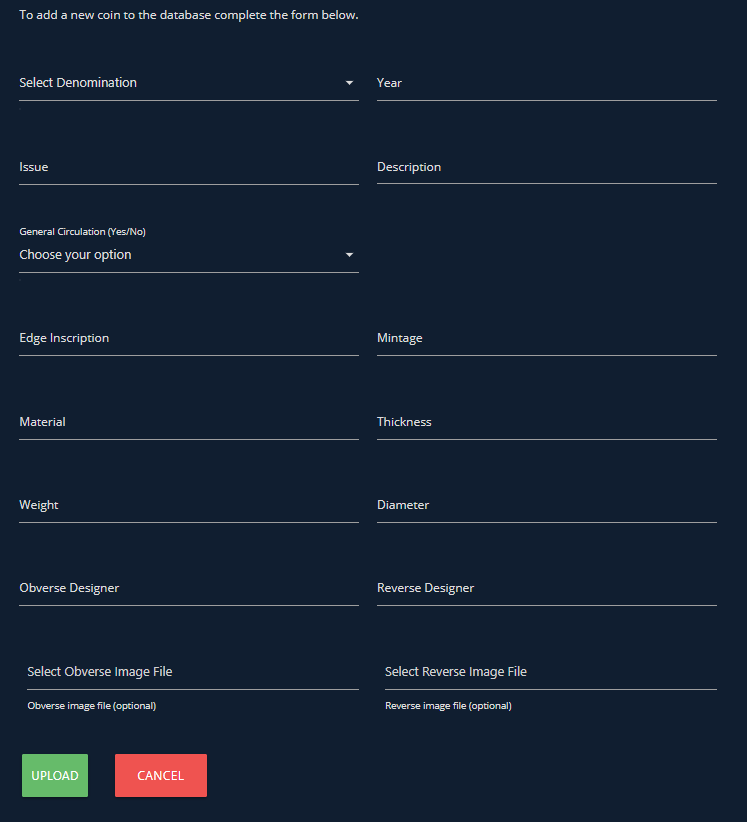 To add a new coin to the database complete the form below.
Select Denomination
Year
Issue
Description
General Circulation (Yes/No)
Choose your option
Edge Inscription
Mintage
Material
Thickness
Weight
Diameter
Obverse Designer
Reverse Designer
Select Obverse Image File
Select Reverse Image File
Obverse image file (optional)
Reverse image file (optional)
UPLOAD
CANCEL